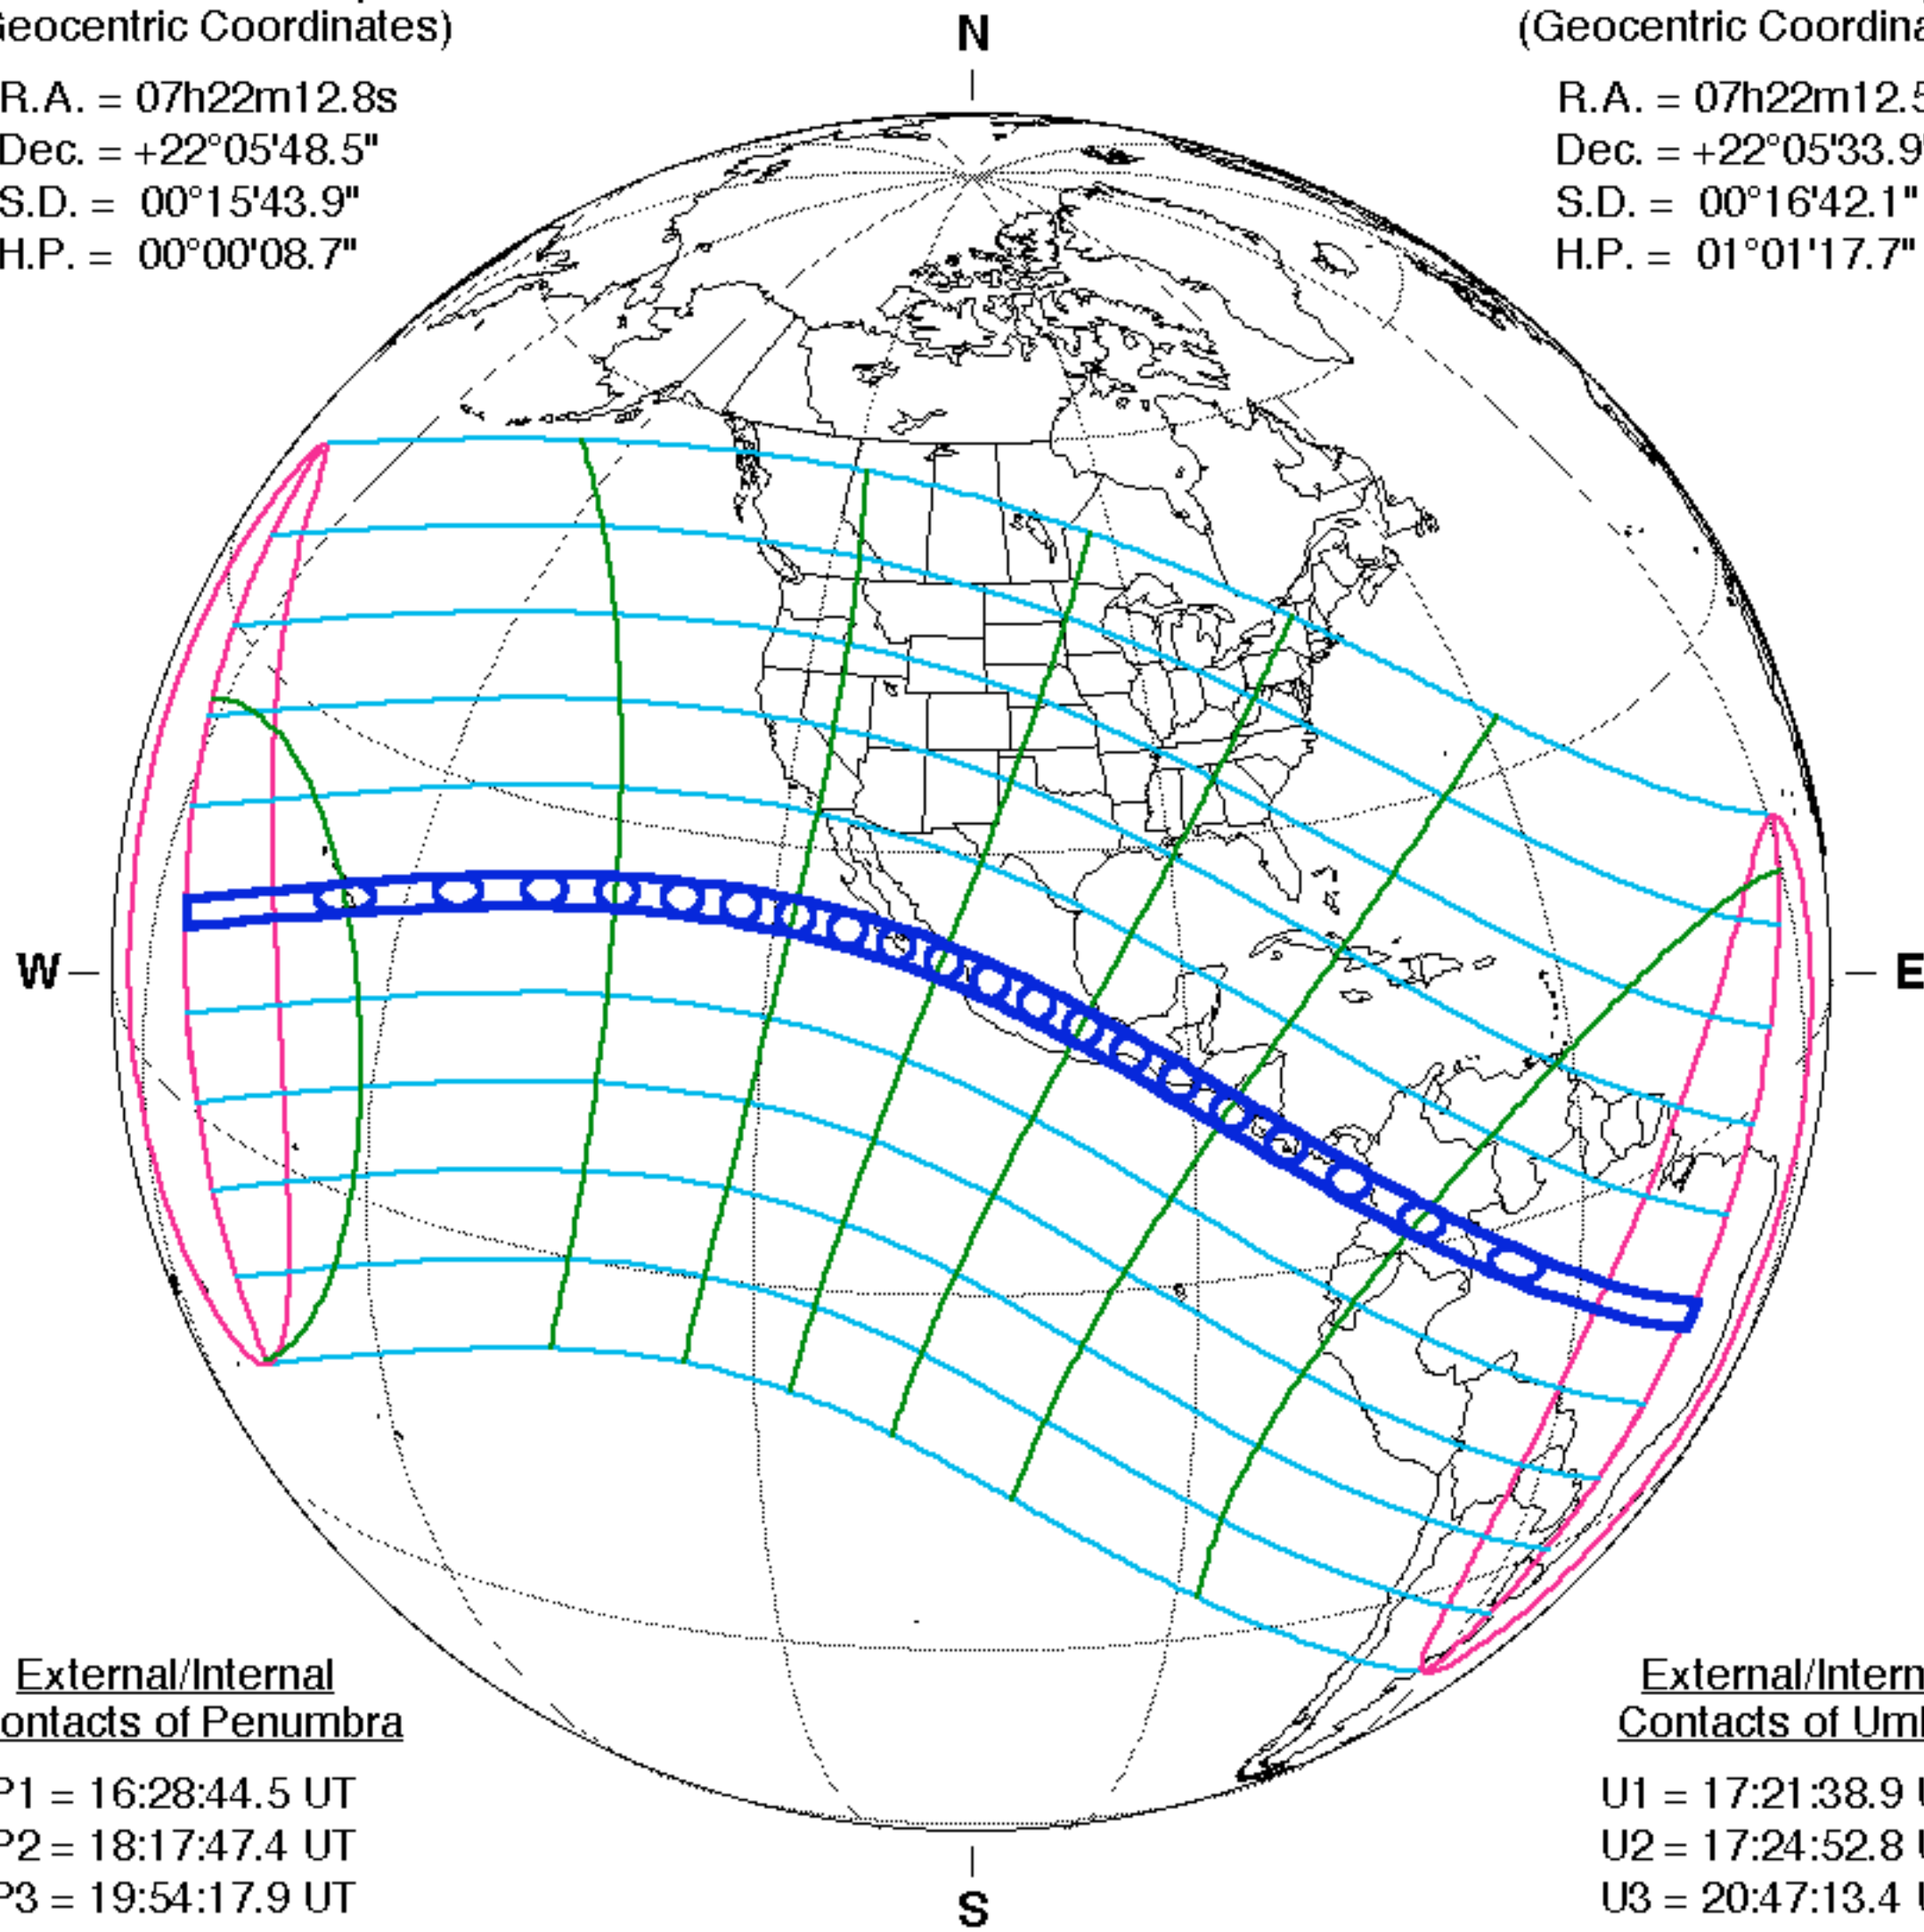 Geocentric Coordinates)
R.A. = 07h22m12.8s
Dec. = +22°05'48.5"
S.D. = 00°15'43.9"
H.P. = 00°00'08.7"
N
(Geocentric Coordina
R.A. = 07h22m12.5
Dec. = +22°05'33.9"
S.D. = 00°16'42.1"
H.P. = 01°01'17.7"
W
E
External/Internal
ontacts of Penumbra
P1 = 16:28:44.5 UT
P2 = 18:17:47.4 UT
P3 = 19:54:17.9 UT
S
External/Intern
Contacts of Um
U1 = 17:21:38.9 U
U2 = 17:24:52.8 U
U3 = 20:47:13.4 U